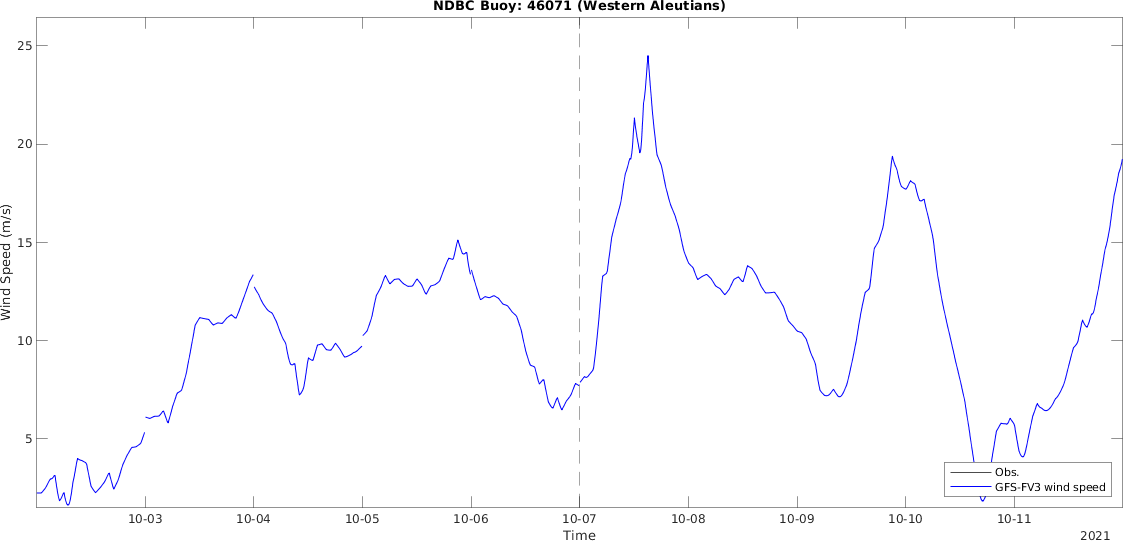 NDBC Buoy: 46071 (Western Aleutians)
25
20
15
10
5
Wind Speed (m/s)
Obs.
GFS-FV3 wind speed
10-03 10-04 10-05 10-06 10-07 10-08 10-09 10-10 10-11
Time
2021